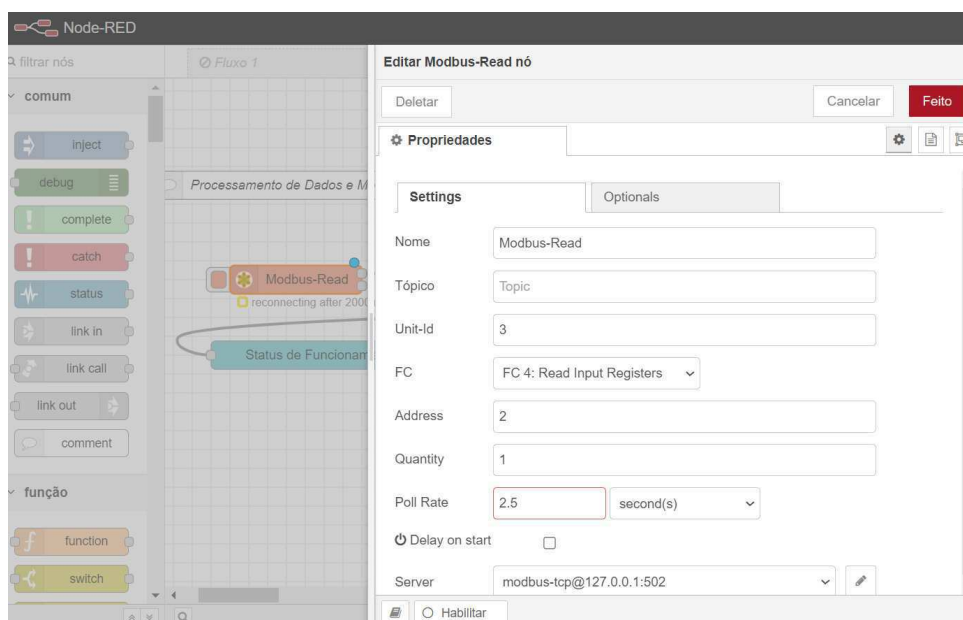 Node-RED
filtrar nós
Fluxo 1
Editar Modbus-Read nó
comum
Deletar
Cancelar
Feito
inject
Propriedades
debug
Processamento de Dados e M
Settings
Optionals
complete
Nome
Modbus-Read
catch
Modbus-Read
Tópico
Topic
status
reconnecting after 2000
link in
Unit-Id
3
Status de Funcionam
link call
FC
FC 4: Read Input Registers
link out
Address
2
comment
Quantity
1
função
Poll Rate
2.5
second(s)
function
Delay on start
switch
Server
modbus-tcp@127.0.0.1:502
Habilitar